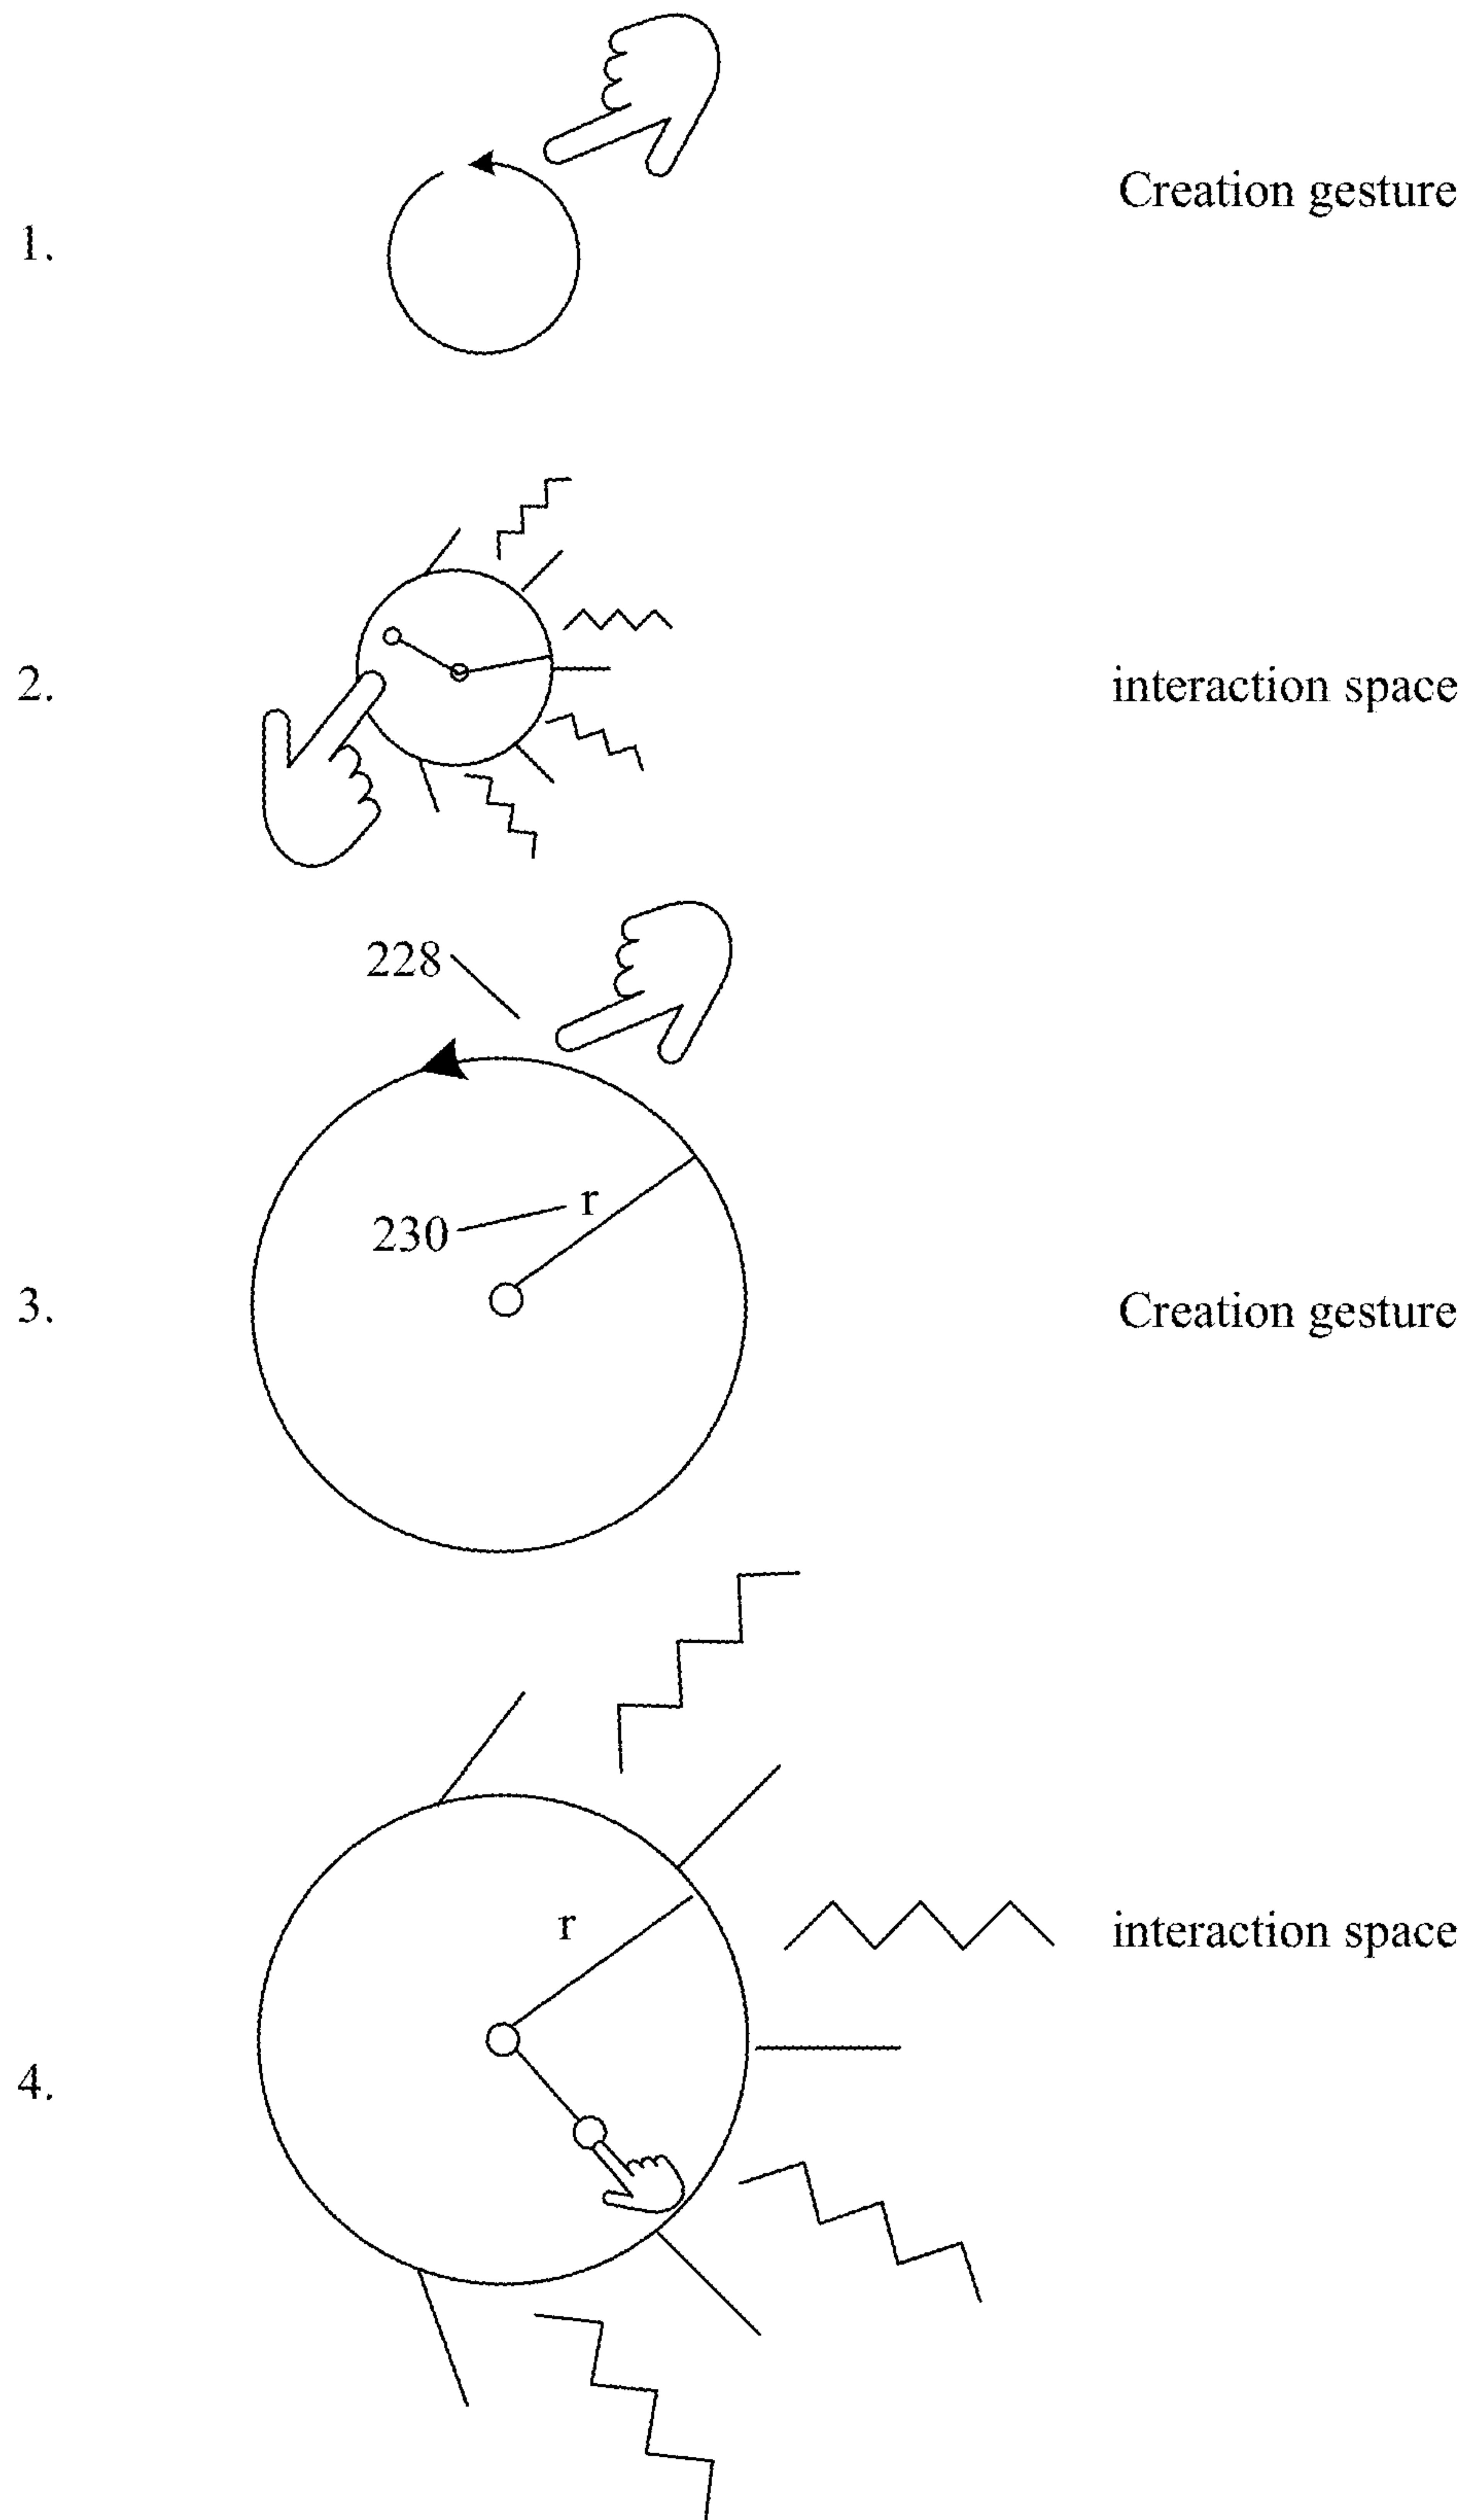 Creation gesture
1.
2.
interaction space
228
r
230
3.
Creation gesture
r
interaction space
4.